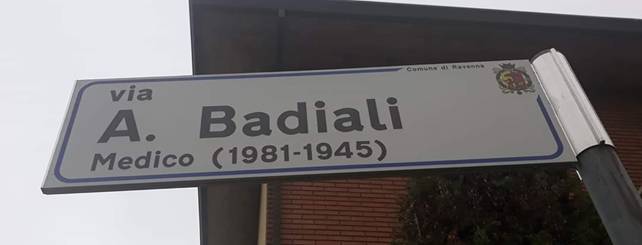 Comune di Ravenna
via
A. Badiali
Medico (1981-1945)